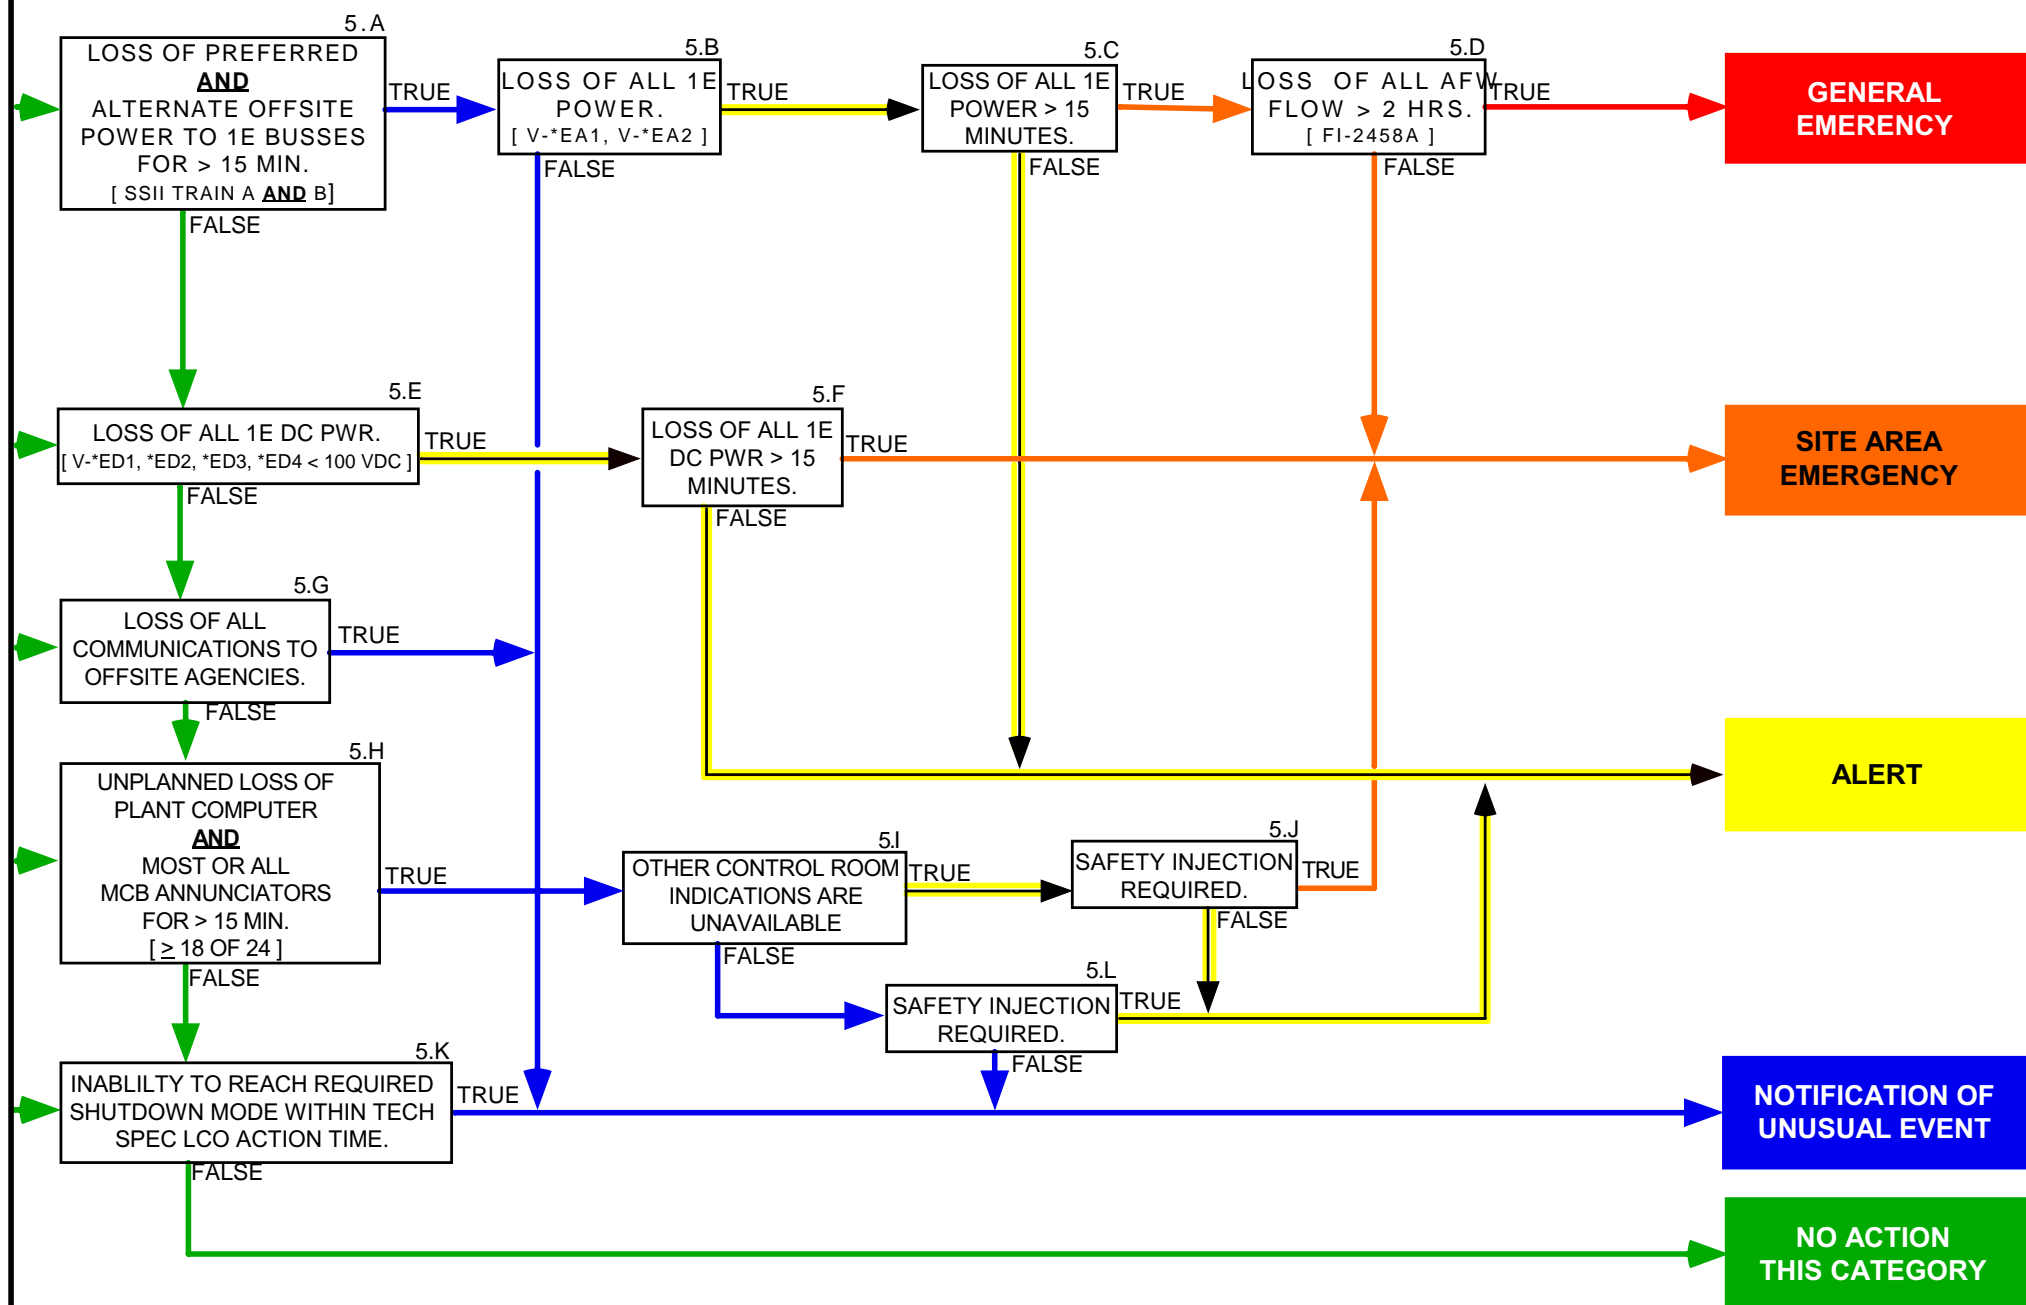 5.A
LOSS OF PREFERRED
AND
ALTERNATE OFFSITE
POWER TO 1E BUSSES
FOR > 15 MIN.
[ SSII TRAIN A AND B]
TRUE
FALSE
5.B
LOSS OF ALL 1E
POWER.
[ V-*EA1, V-*EA2 ]
TRUE
FALSE
5.C
LOSS OF ALL 1E
POWER > 15
MINUTES.
TRUE
FALSE
5.D
LOSS OF ALL AFW
FLOW > 2 HRS.
[ FI-2458A ]
TRUE
FALSE
GENERAL
EMERENCY
5.E
LOSS OF ALL 1E DC PWR.
[ V-*ED1, *ED2, *ED3, *ED4 < 100 VDC ]
TRUE
FALSE
5.F
LOSS OF ALL 1E
DC PWR > 15
MINUTES.
TRUE
FALSE
SITE AREA
EMERGENCY
5.G
LOSS OF ALL
COMMUNICATIONS TO
OFFSITE AGENCIES.
TRUE
FALSE
5.H
UNPLANNED LOSS OF
PLANT COMPUTER
AND
MOST OR ALL
MCB ANNUNCIATORS
FOR > 15 MIN.
[ ≥ 18 OF 24 ]
TRUE
FALSE
ALERT
5.I
OTHER CONTROL ROOM
INDICATIONS ARE
UNAVAILABLE
TRUE
FALSE
5.J
SAFETY INJECTION
REQUIRED.
TRUE
FALSE
5.L
SAFETY INJECTION
REQUIRED.
TRUE
FALSE
5.K
INABLILTY TO REACH REQUIRED
SHUTDOWN MODE WITHIN TECH
SPEC LCO ACTION TIME.
TRUE
FALSE
NOTIFICATION OF
UNUSUAL EVENT
NO ACTION
THIS CATEGORY